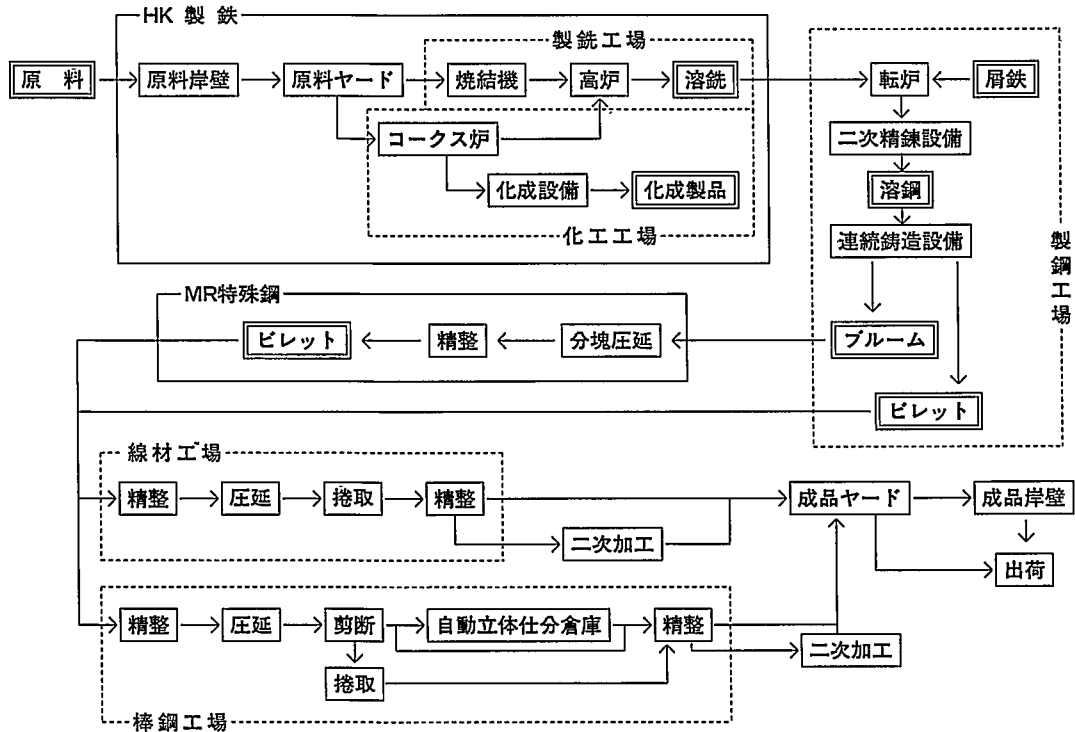 HK製鉄
製銑工場
原料
原料岸壁
原料ヤード
焼結機
高炉
溶銑
転炉
屑鉄
コークス炉
二次精錬設備
化成設備
化成製品
溶鋼
化工工場
連続鋳造設備
製鋼工場
MR特殊鋼
ビレット
精整
分塊圧延
ブルーム
ビレット
線材工場
精整
圧延
捲取
精整
成品ヤード
成品岸壁
二次加工
出荷
精整
圧延
剪断
自動立体仕分倉庫
精整
二次加工
捲取
棒鋼工場